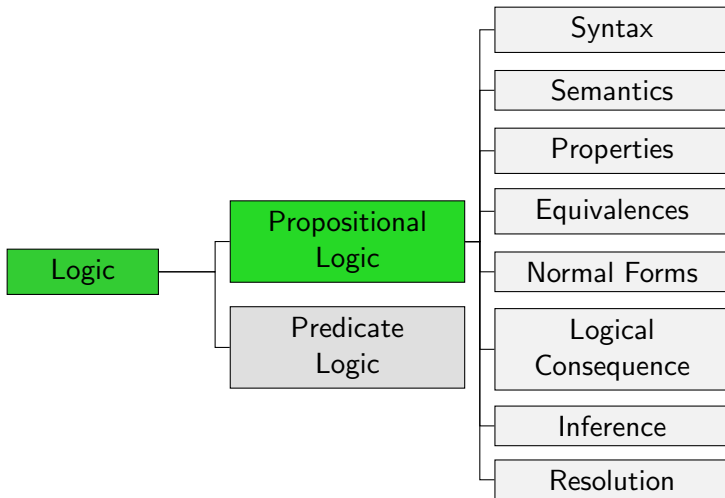 Logic
Propositional
Logic
Predicate
Logic
Syntax
Semantics
Properties
Equivalences
Normal Forms
Logical
Consequence
Inference
Resolution